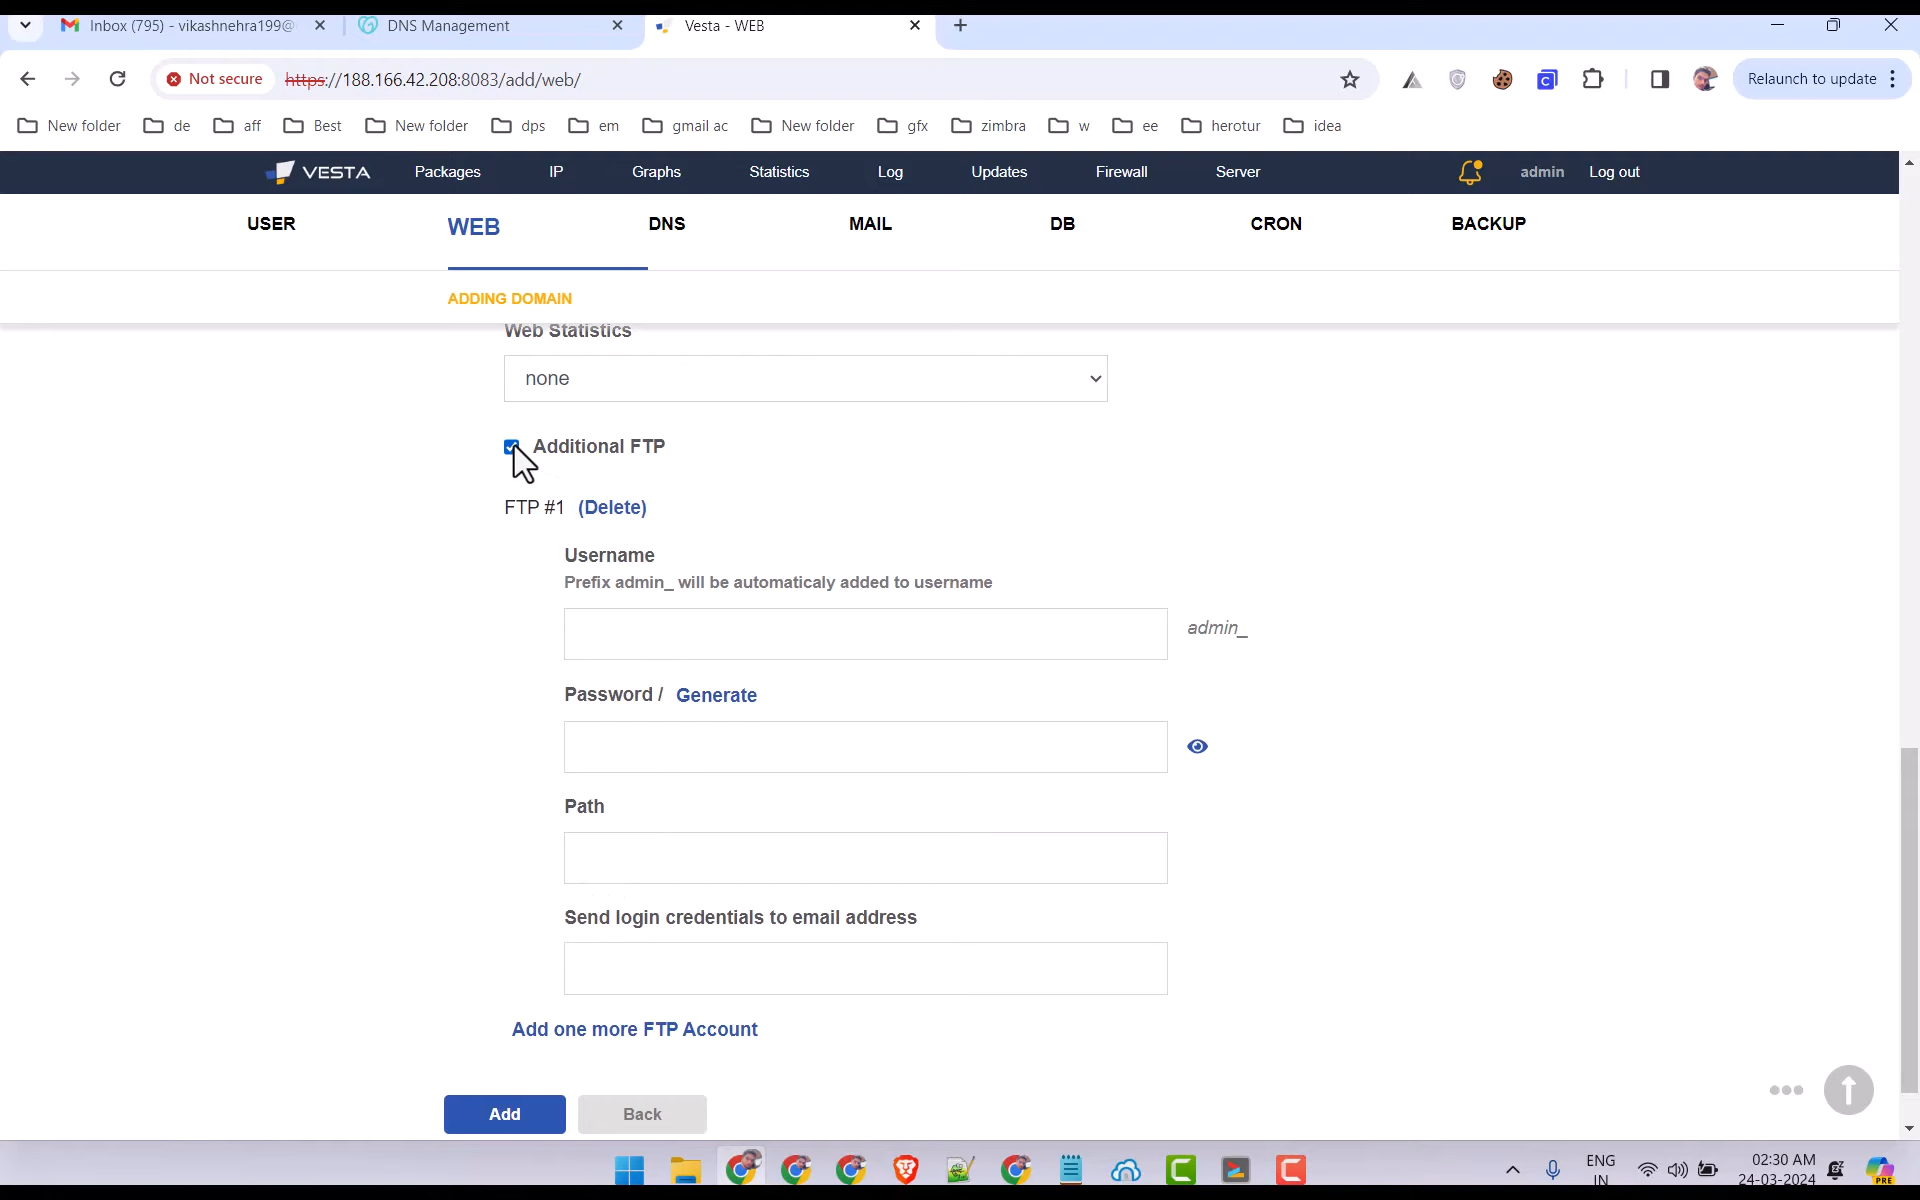 Inbox (795) - vikashnehra199@
DNS Management
Vesta - WEB
Not secure
https://188.166.42.208:8083/add/web/
Relaunch to update
New folder
de
aff
Best
New folder
dps
em
gmail ac
New folder
gfx
zimbra
w
ee
herotur
idea
VESTA
Packages
IP
Graphs
Statistics
Log
Updates
Firewall
Server
admin
Log out
USER
WEB
DNS
MAIL
DB
CRON
BACKUP
ADDING DOMAIN
Web Statistics
none
Additional FTP
FTP #1 (Delete)
Username
Prefix admin_ will be automaticaly added to username
admin_
Password / Generate
Path
Send login credentials to email address
Add one more FTP Account
Add
Back
ENG
IN
02:30 AM
24-03-2024
PRE